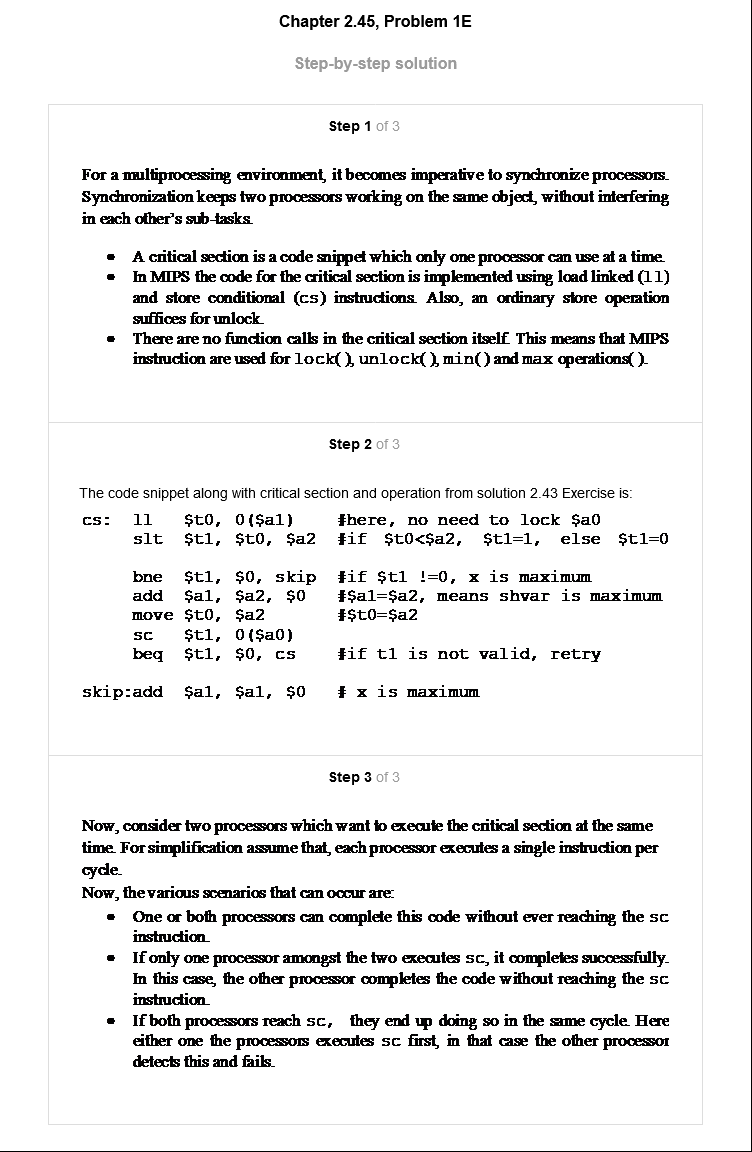 Chapter 2.45, Problem 1E
Step-by-step solution
Step 1 of 3
For a multiprocessing environment, it becomes imperative to synchronize processors.
Synchronization keeps two processors working on the same object, without interfering
in each other's sub-tasks.
• A critical section is a code snippet which only one processor can use at a time.
• In MIPS the code for the critical section is implemented using load linked (ll)
and store conditional (cs) instructions. Also, an ordinary store operation
suffices for unlock.
• There are no function calls in the critical section itself. This means that MIPS
instruction are used for lock( ), unlock( ), min() and max operations( ).
Step 2 of 3
The code snippet along with critical section and operation from solution 2.43 Exercise is:
cs: ll $t0, 0($a1) #here, no need to lock $a0
slt $t1, $t0, $a2 #if $t0<$a2, $t1=1, else $t1=0
bne $t1, $0, skip #if $t1 !=0, x is maximum
add $a1, $a2, $0 #$a1=$a2, means shvar is maximum
move $t0, $a2 #$t0=$a2
sc $t1, 0($a0)
beq $t1, $0, cs #if t1 is not valid, retry
skip:add $a1, $a1, $0 # x is maximum
Step 3 of 3
Now, consider two processors which want to execute the critical section at the same
time. For simplification assume that, each processor executes a single instruction per
cycle.
Now, the various scenarios that can occur are:
• One or both processors can complete this code without ever reaching the sc
instruction.
• If only one processor amongst the two executes sc, it completes successfully.
In this case, the other processor completes the code without reaching the sc
instruction.
• If both processors reach sc, they end up doing so in the same cycle. Here
either one the processors executes sc first, in that case the other processor
detects this and fails.